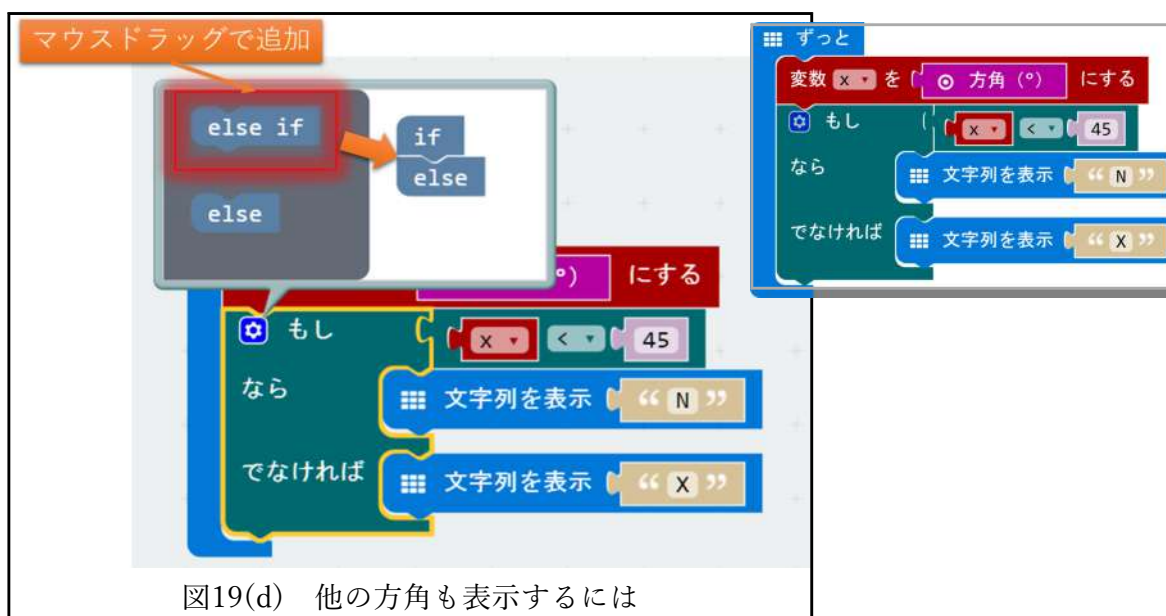 マウスドラッグで追加
else if
else
if
else
°) にする
もし x < 45
なら 文字列を表示 “ N ”
でなければ 文字列を表示 “ X ”
図19(d) 他の方角も表示するには
ずっと
変数 x を 方角 (°) にする
もし x < 45
なら 文字列を表示 “ N ”
でなければ 文字列を表示 “ X ”